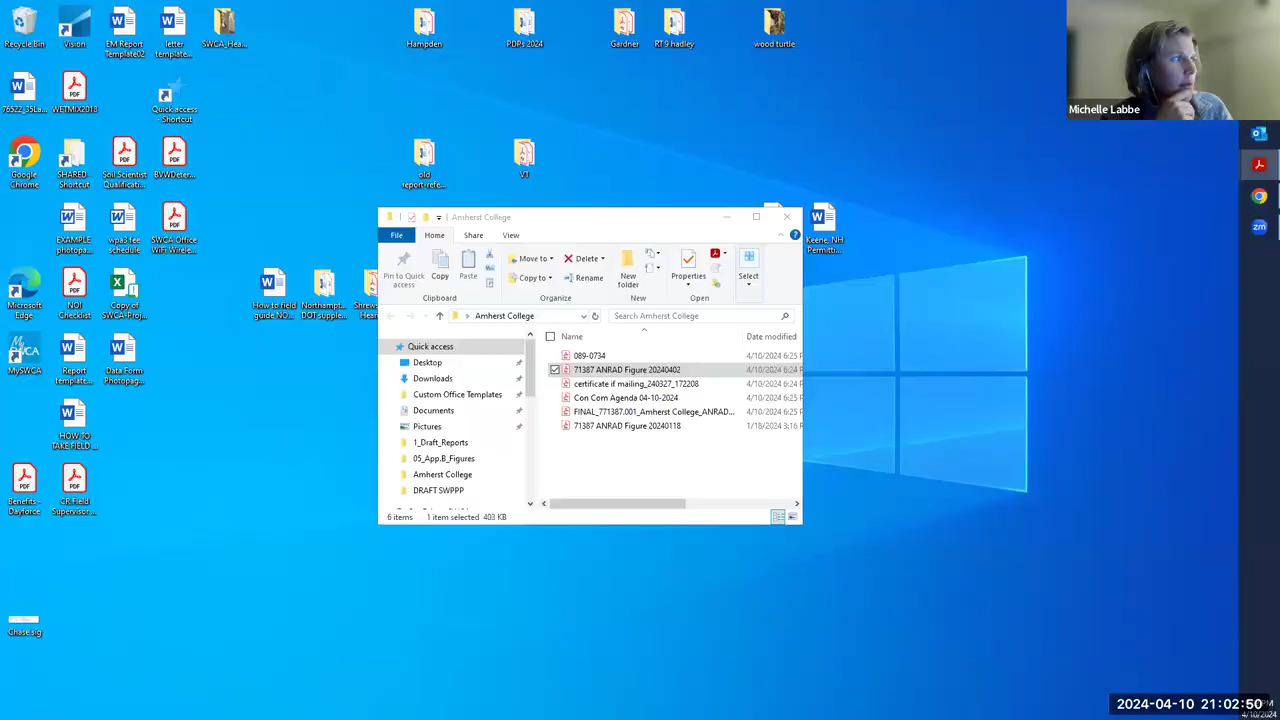 Recycle Bin
Vision
EM Report Template02
letter template...
SWCA_Hea...
Hampden
PDPs 2024
Gardner
RT 9 hadley
wood turtle
Michelle Labbe
WETMIX2018
Quick access - Shortcut
Google Chrome
SHARED - Shortcut
Soil Scientist Qualificati...
BVWDeter...
old report-refe...
VT
EXAMPLE photopa...
wpa3 fee schedule
SWCA Office WiFi Wirele...
Keene, NH Permitti...
Microsoft Edge
NOI Checklist
Copy of SWCA-Proj...
How to field guide NO...
Northampt... DOT supple...
MySWCA
Report template...
Data Form Photopag...
HOW TO TAKE FIELD ...
Benefits - Dayforce
CR Field Supervisor...
Chase.sig
Amherst College
File Home Share View
Pin to Quick access
Copy
Paste
Move to
Copy to
Delete
Rename
New folder
Properties
Select
Clipboard
Organize
New
Open
Amherst College
Search Amherst College
Quick access
Desktop
Downloads
Custom Office Templates
Documents
Pictures
1_Draft_Reports
05_App.B_Figures
Amherst College
DRAFT SWPPP
Name Date modified
089-0734 4/10/2024 6:25
71387 ANRAD Figure 20240402 4/10/2024 6:24
certificate if mailing_240327_172208 4/10/2024 6:24
Con Com Agenda 04-10-2024 4/10/2024 6:25
FINAL_771387.001_Amherst College_ANRAD... 4/10/2024 6:25
71387 ANRAD Figure 20240118 1/18/2024 3:16
6 items 1 item selected 403 KB
zm
2024-04-10 21:02:50
4/10/2024